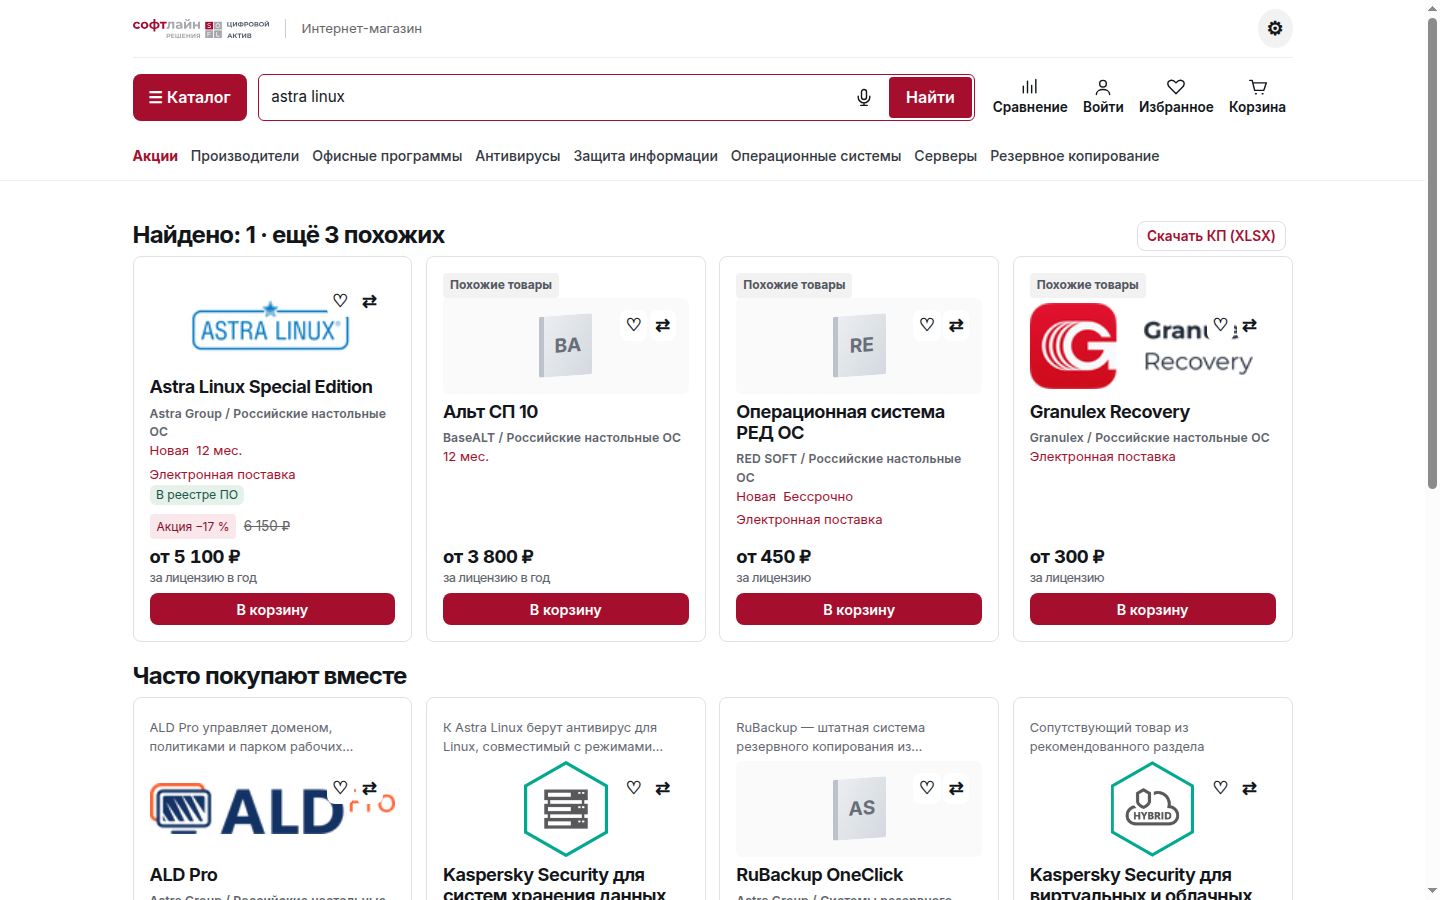 софтлайн
РЕШЕНИЯ
ЦИФРОВОЙ
АКТИВ
Интернет-магазин
Каталог
astra linux
Найти
Сравнение
Войти
Избранное
Корзина
Акции Производители Офисные программы Антивирусы Защита информации Операционные системы Серверы Резервное копирование
Найдено: 1 · ещё 3 похожих
Скачать КП (XLSX)
ASTRA LINUX®
Astra Linux Special Edition
Astra Group / Российские настольные
ОС
Новая 12 мес.
Электронная поставка
В реестре ПО
Акция −17 % 6 150 ₽
от 5 100 ₽
за лицензию в год
В корзину
Похожие товары
BA
Альт СП 10
BaseALT / Российские настольные ОС
12 мес.
от 3 800 ₽
за лицензию в год
В корзину
Похожие товары
RE
Операционная система
РЕД ОС
RED SOFT / Российские настольные
ОС
Новая Бессрочно
Электронная поставка
от 450 ₽
за лицензию
В корзину
Похожие товары
Recovery
Granulex Recovery
Granulex / Российские настольные ОС
Электронная поставка
от 300 ₽
за лицензию
В корзину
Часто покупают вместе
ALD Pro управляет доменом,
политиками и парком рабочих...
ALD
ALD Pro
К Astra Linux берут антивирус для
Linux, совместимый с режимами...
Kaspersky Security для
систем хранения данных
RuBackup — штатная система
резервного копирования из...
AS
RuBackup OneClick
Сопутствующий товар из
рекомендованного раздела
HYBRID
Kaspersky Security для
виртуальных и облачных